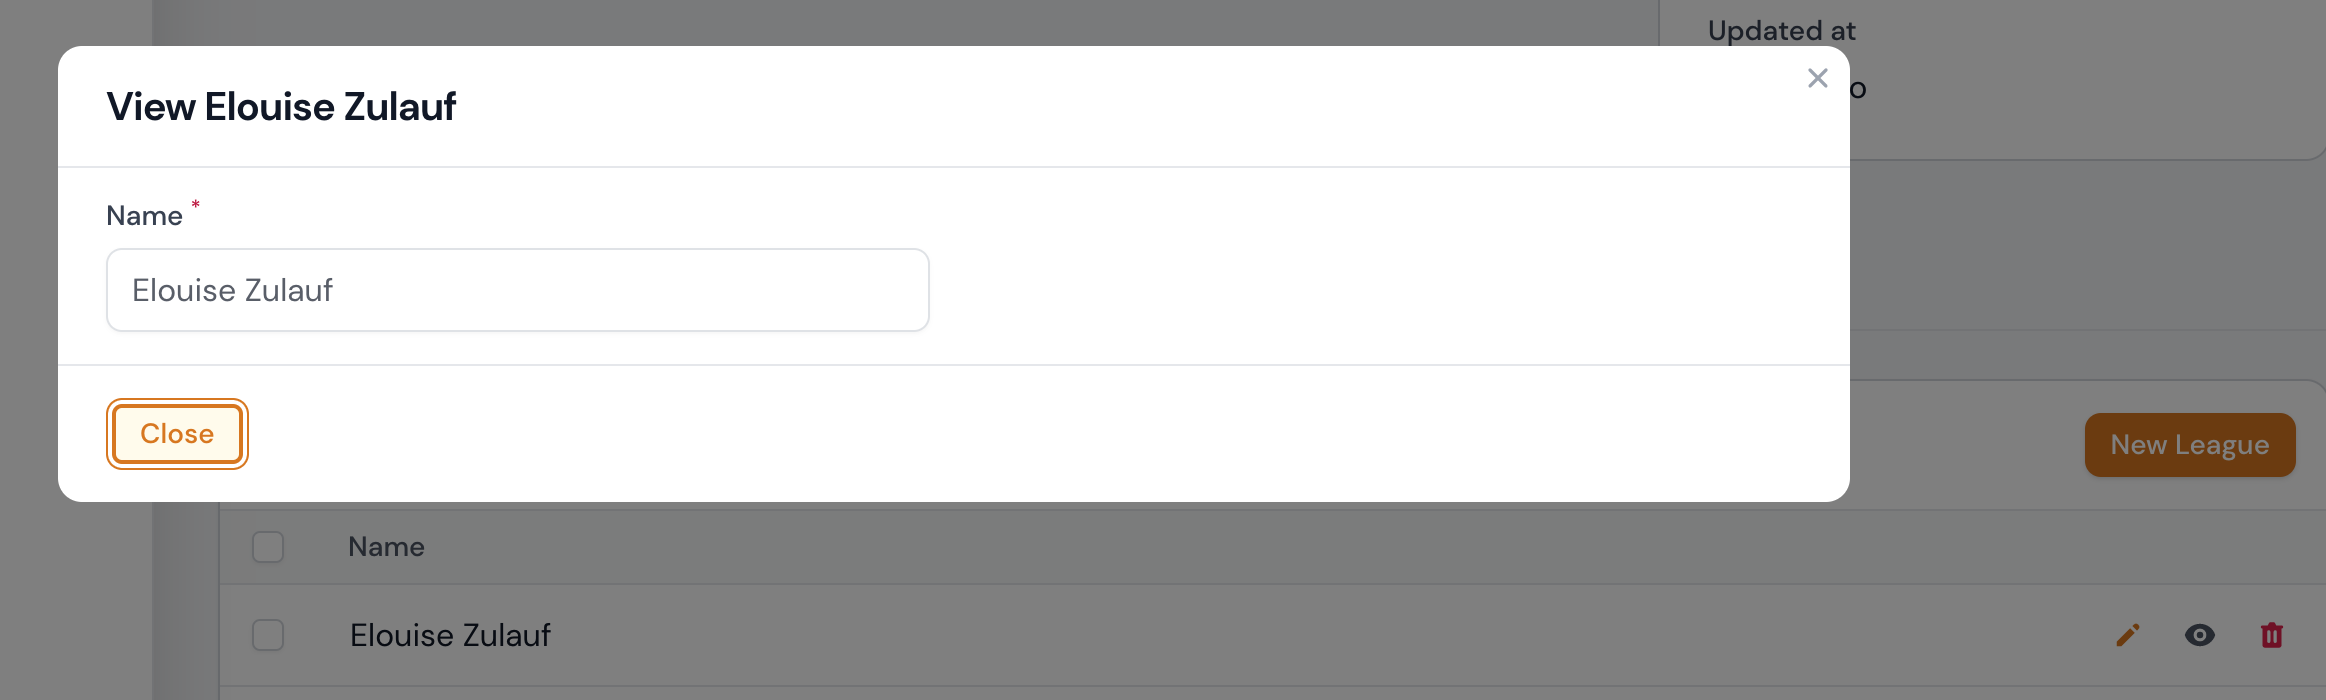 Updated at
o
View Elouise Zulauf
Name *
Elouise Zulauf
Close
New League
Name
Elouise Zulauf